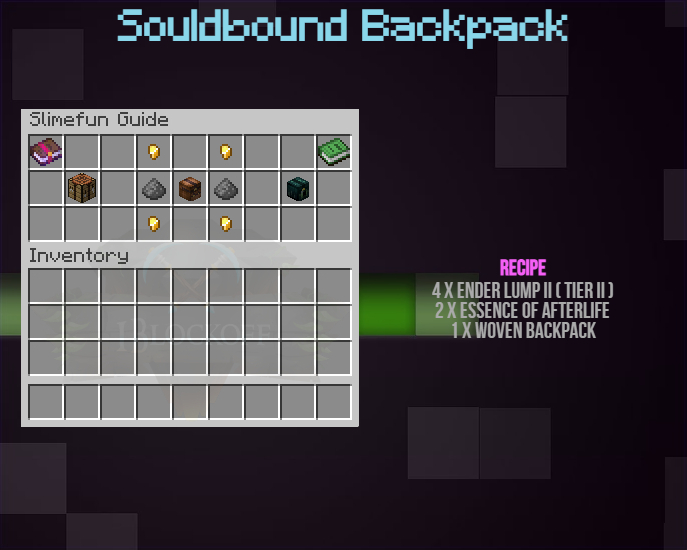 Souldbound Backpack
Slimefun Guide
Inventory
IBLOCKOFF
RECIPE
4 X ENDER LUMP II ( TIER II )
2 X ESSENCE OF AFTERLIFE
1 X WOVEN BACKPACK